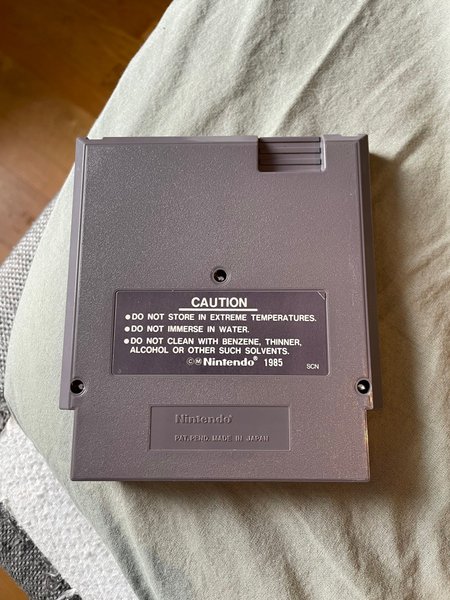 CAUTION
●DO NOT STORE IN EXTREME TEMPERATURES.
●DO NOT IMMERSE IN WATER.
●DO NOT CLEAN WITH BENZENE, THINNER,
ALCOHOL OR OTHER SUCH SOLVENTS.
©Ⓜ Nintendo® 1985 SCN
Nintendo®
PAT.PEND. MADE IN JAPAN